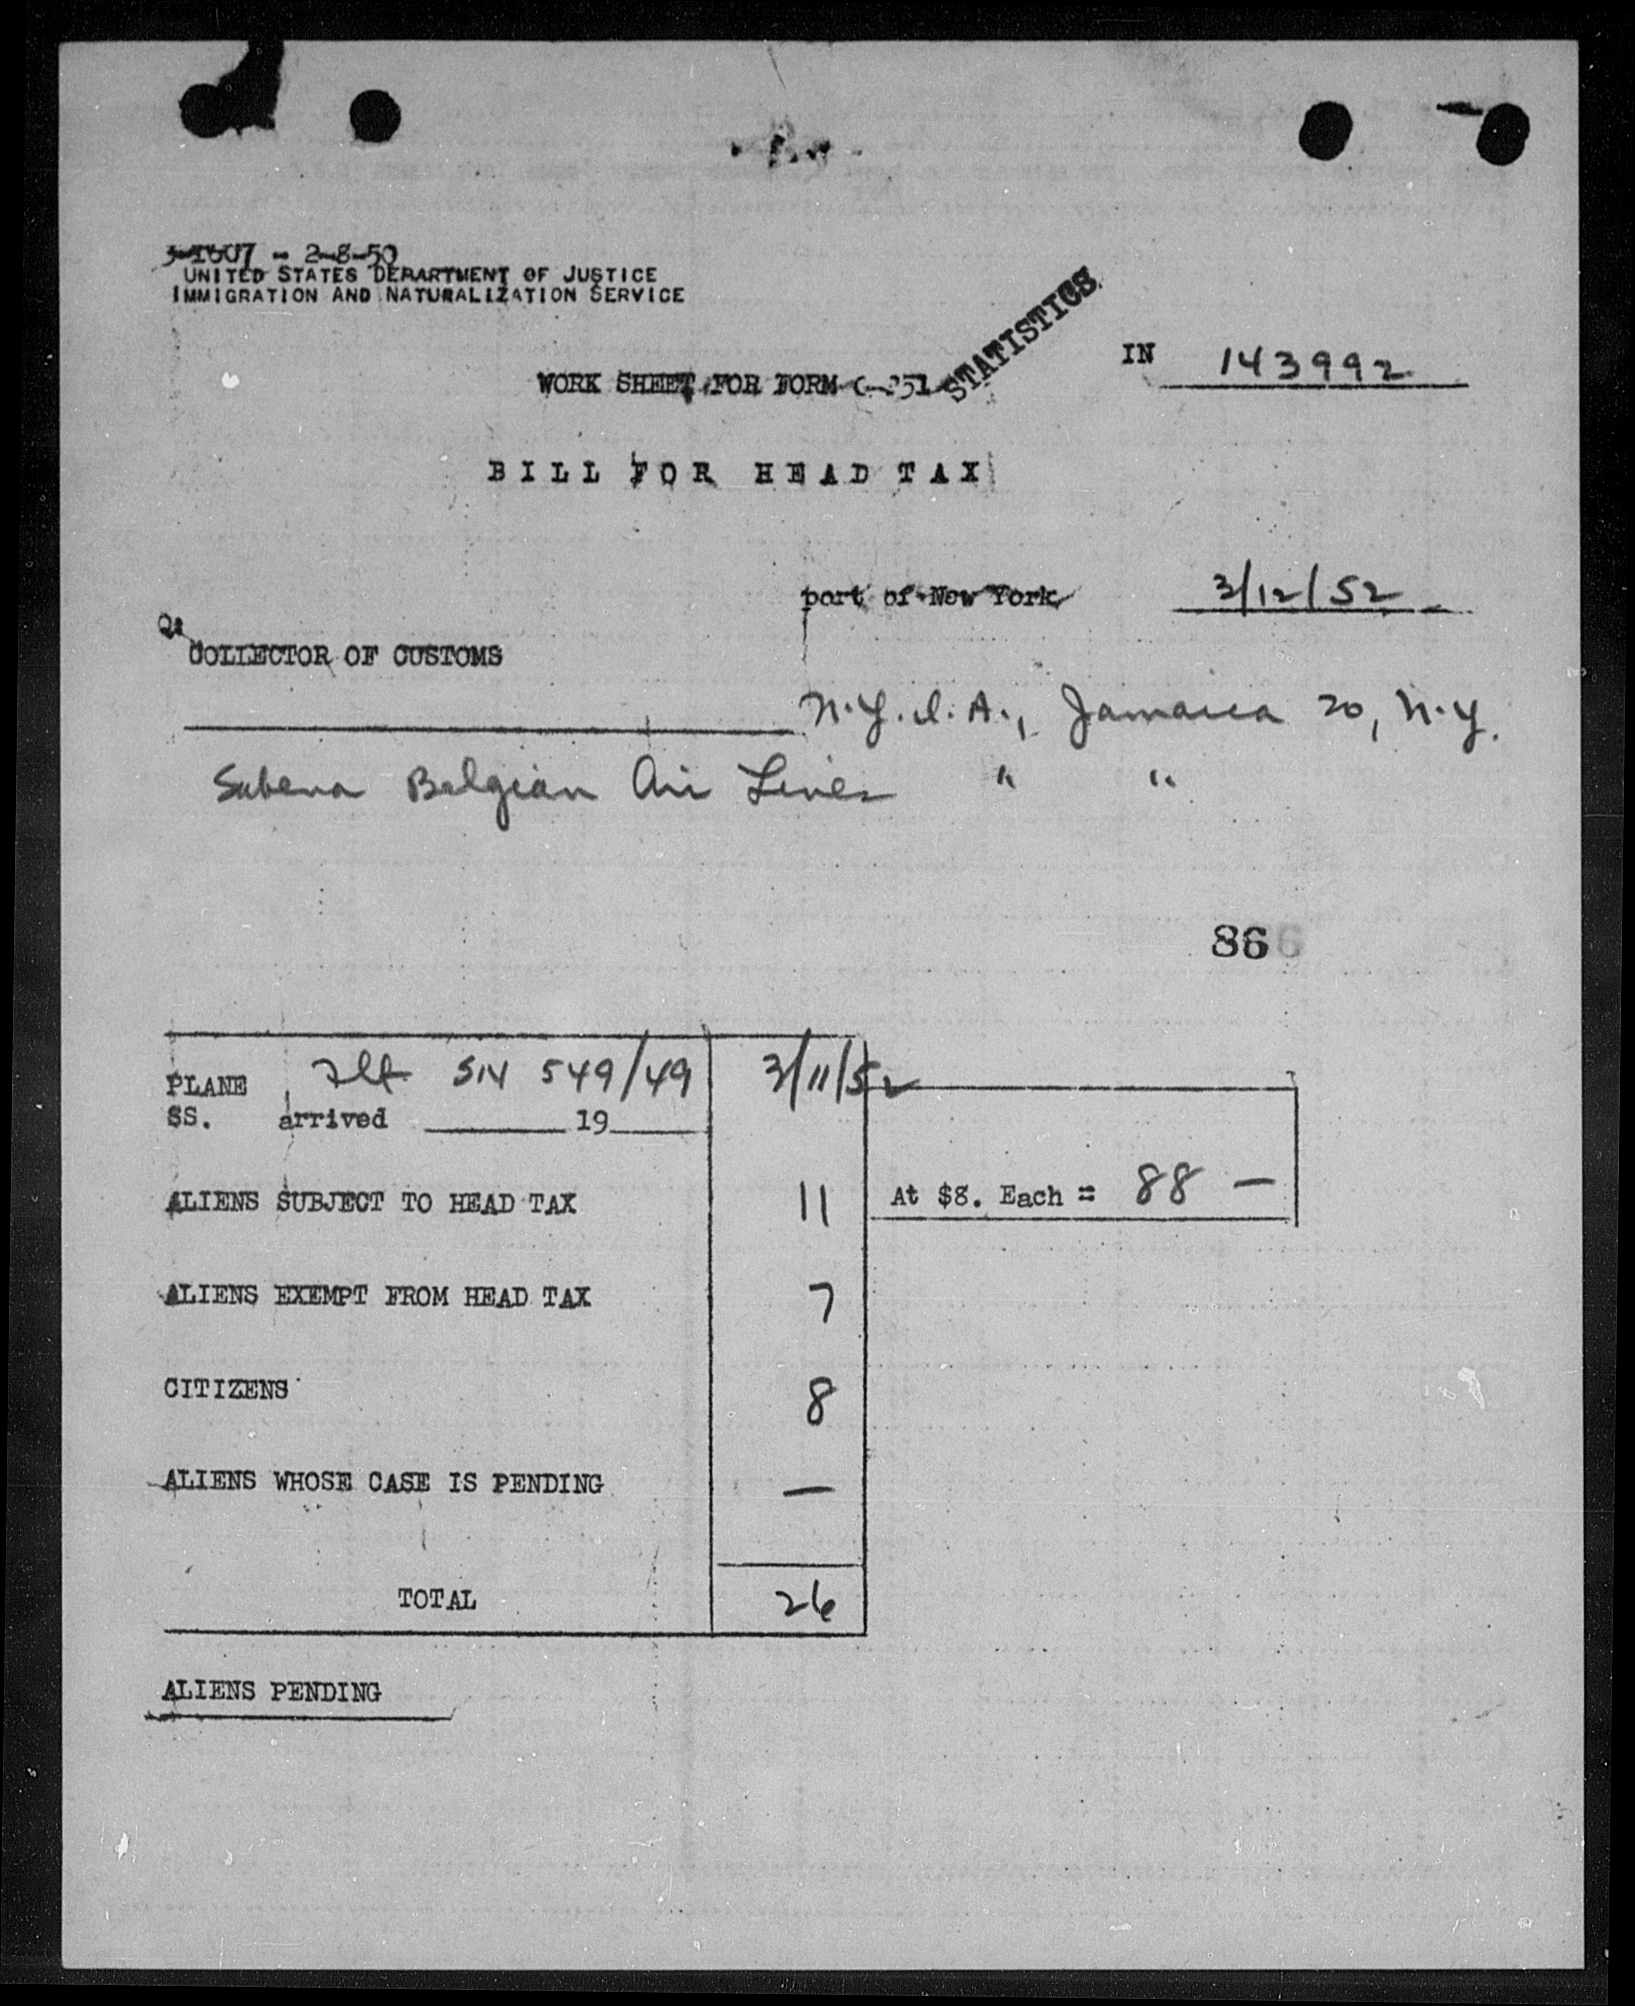 3-1607 - 2-8-50
UNITED STATES DEPARTMENT OF JUSTICE
IMMIGRATION AND NATURALIZATION SERVICE
STATISTICS
IN 143992
WORK SHEET FOR FORM
BILL FOR HEAD TAX
port of New York 3/12/52
COLLECTOR OF CUSTOMS
N.Y.I.A., Jamaica 20, N.Y.
Sabena Belgian Air Lines " "
866
PLANE Flt SN 549/49 3/11/52
SS. arrived 19
ALIENS SUBJECT TO HEAD TAX 11 At $8. Each = 88 —
ALIENS EXEMPT FROM HEAD TAX 7
CITIZENS 8
ALIENS WHOSE CASE IS PENDING —
TOTAL 26
ALIENS PENDING